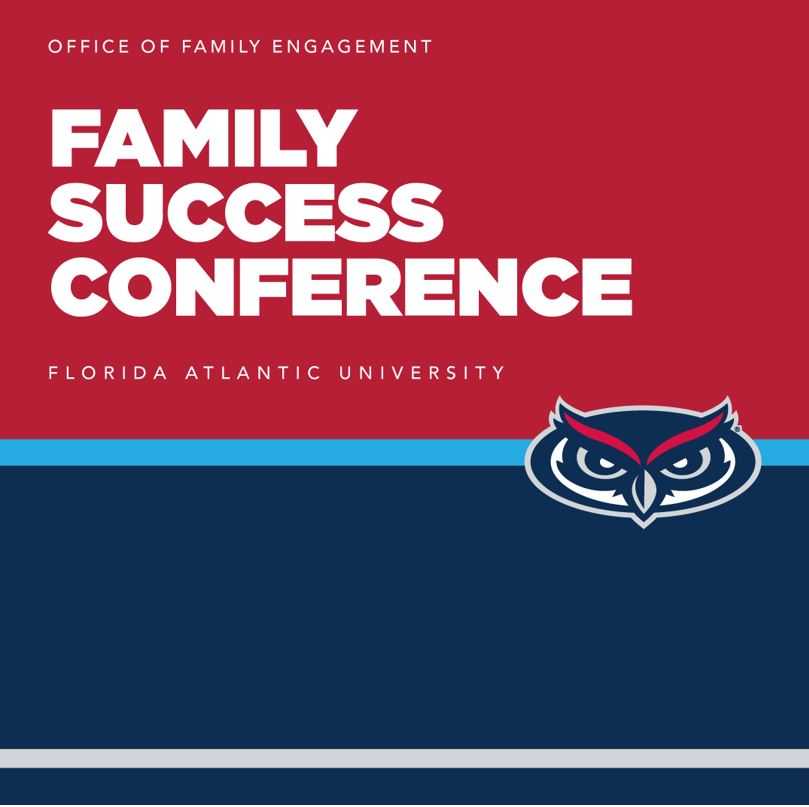 OFFICE OF FAMILY ENGAGEMENT
FAMILY
SUCCESS
CONFERENCE
FLORIDA ATLANTIC UNIVERSITY
®